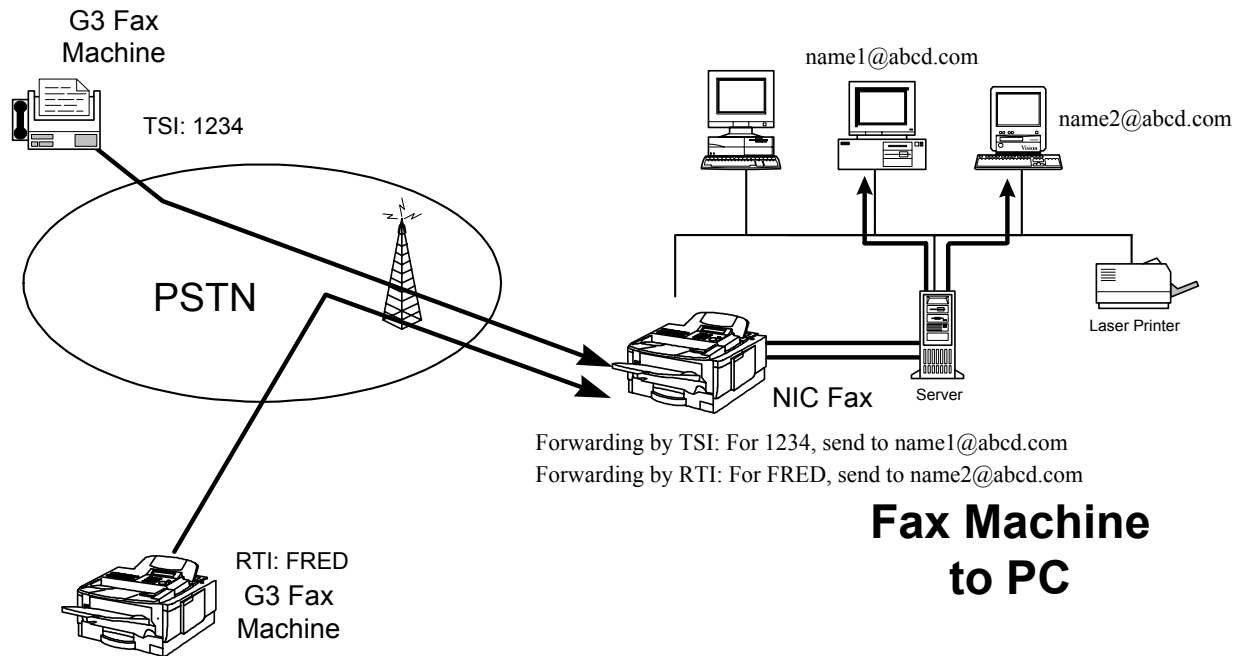 G3 Fax
Machine
TSI: 1234
name1@abcd.com
name2@abcd.com
Vision
PSTN
Laser Printer
NIC Fax
Server
Forwarding by TSI: For 1234, send to name1@abcd.com
Forwarding by RTI: For FRED, send to name2@abcd.com
Fax Machine
to PC
RTI: FRED
G3 Fax
Machine